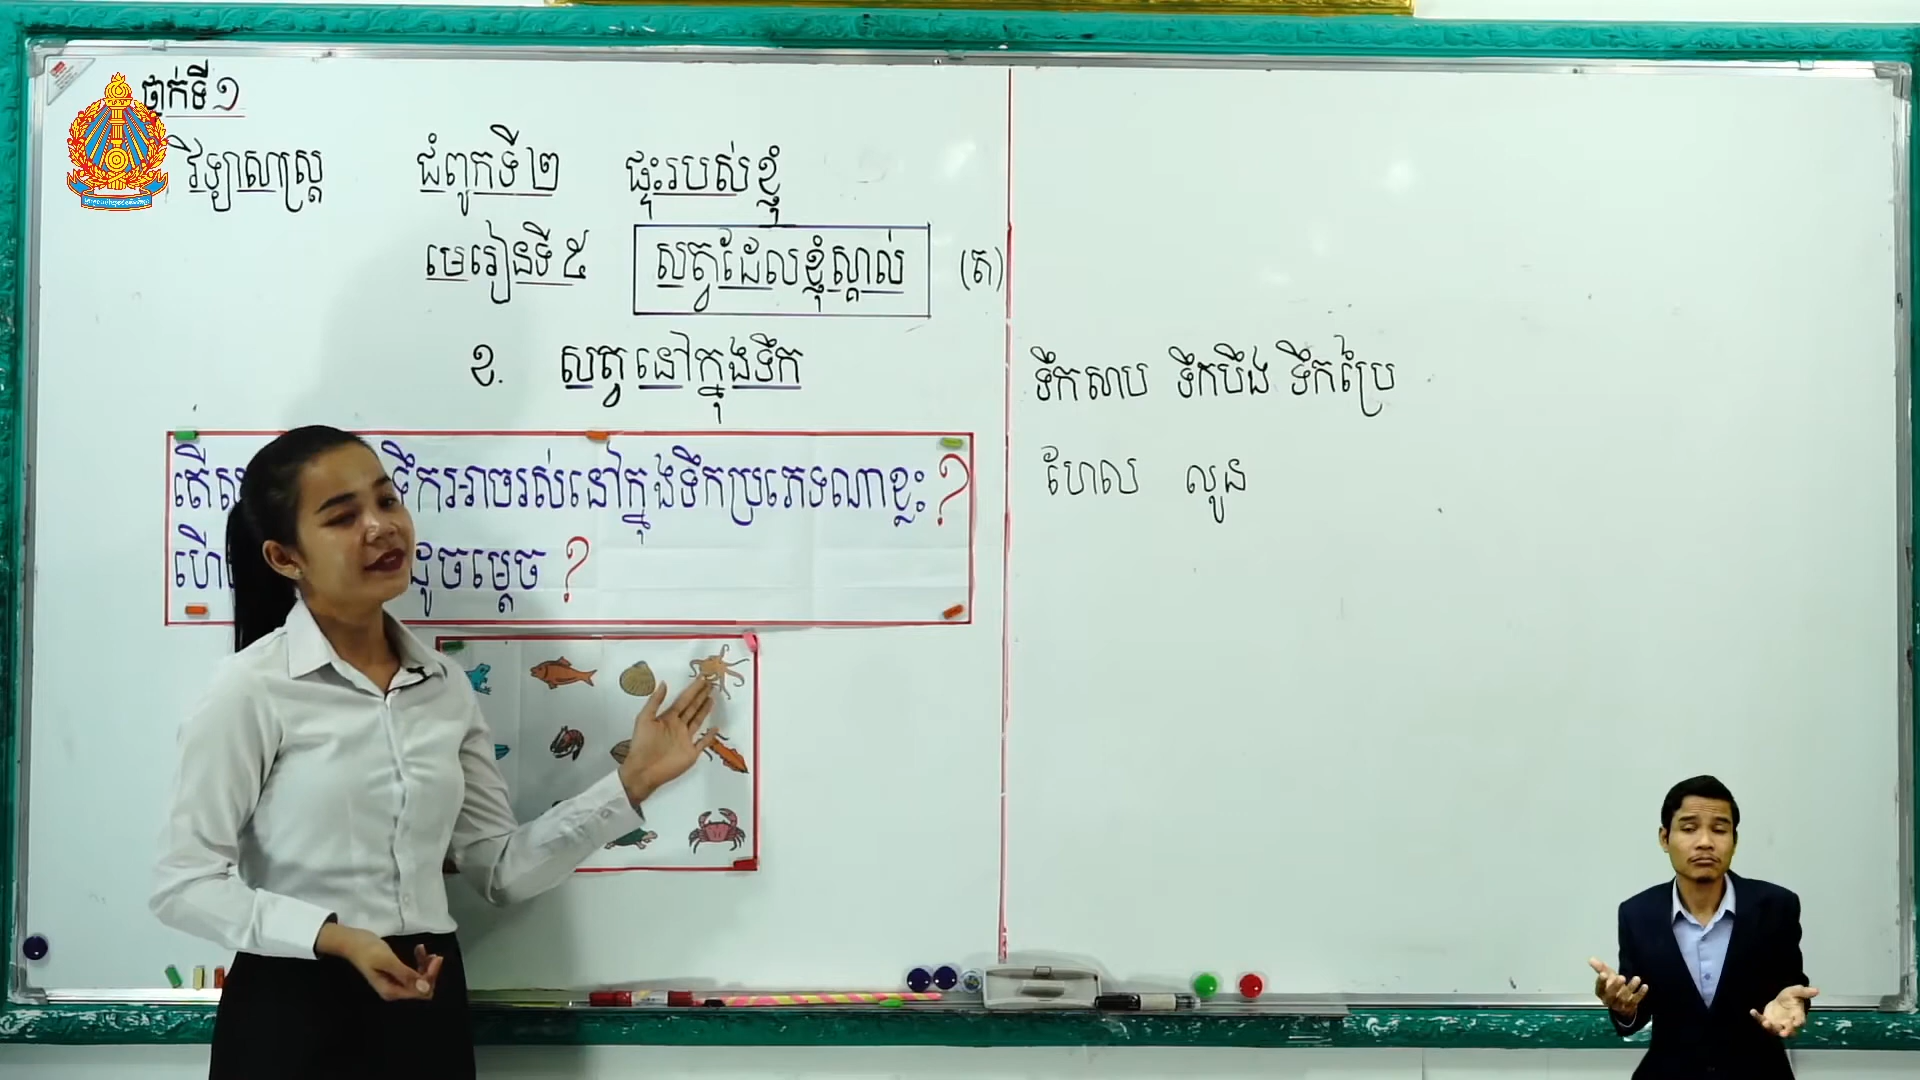 ថ្នាក់ទី១
វិទ្យាសាស្ត្រ ជំពូកទី២ ផ្ទះរបស់ខ្ញុំ
មេរៀនទី៥ សត្វដែលខ្ញុំស្គាល់ (ត)
ខ. សត្វនៅក្នុងទឹក
តើ ទឹកអាចរស់នៅក្នុងទឹកប្រភេទណាខ្លះ?
ដូចម្តេច?
ទឹកសាប ទឹកបឹង ទឹកប្រៃ
ហែល លូន